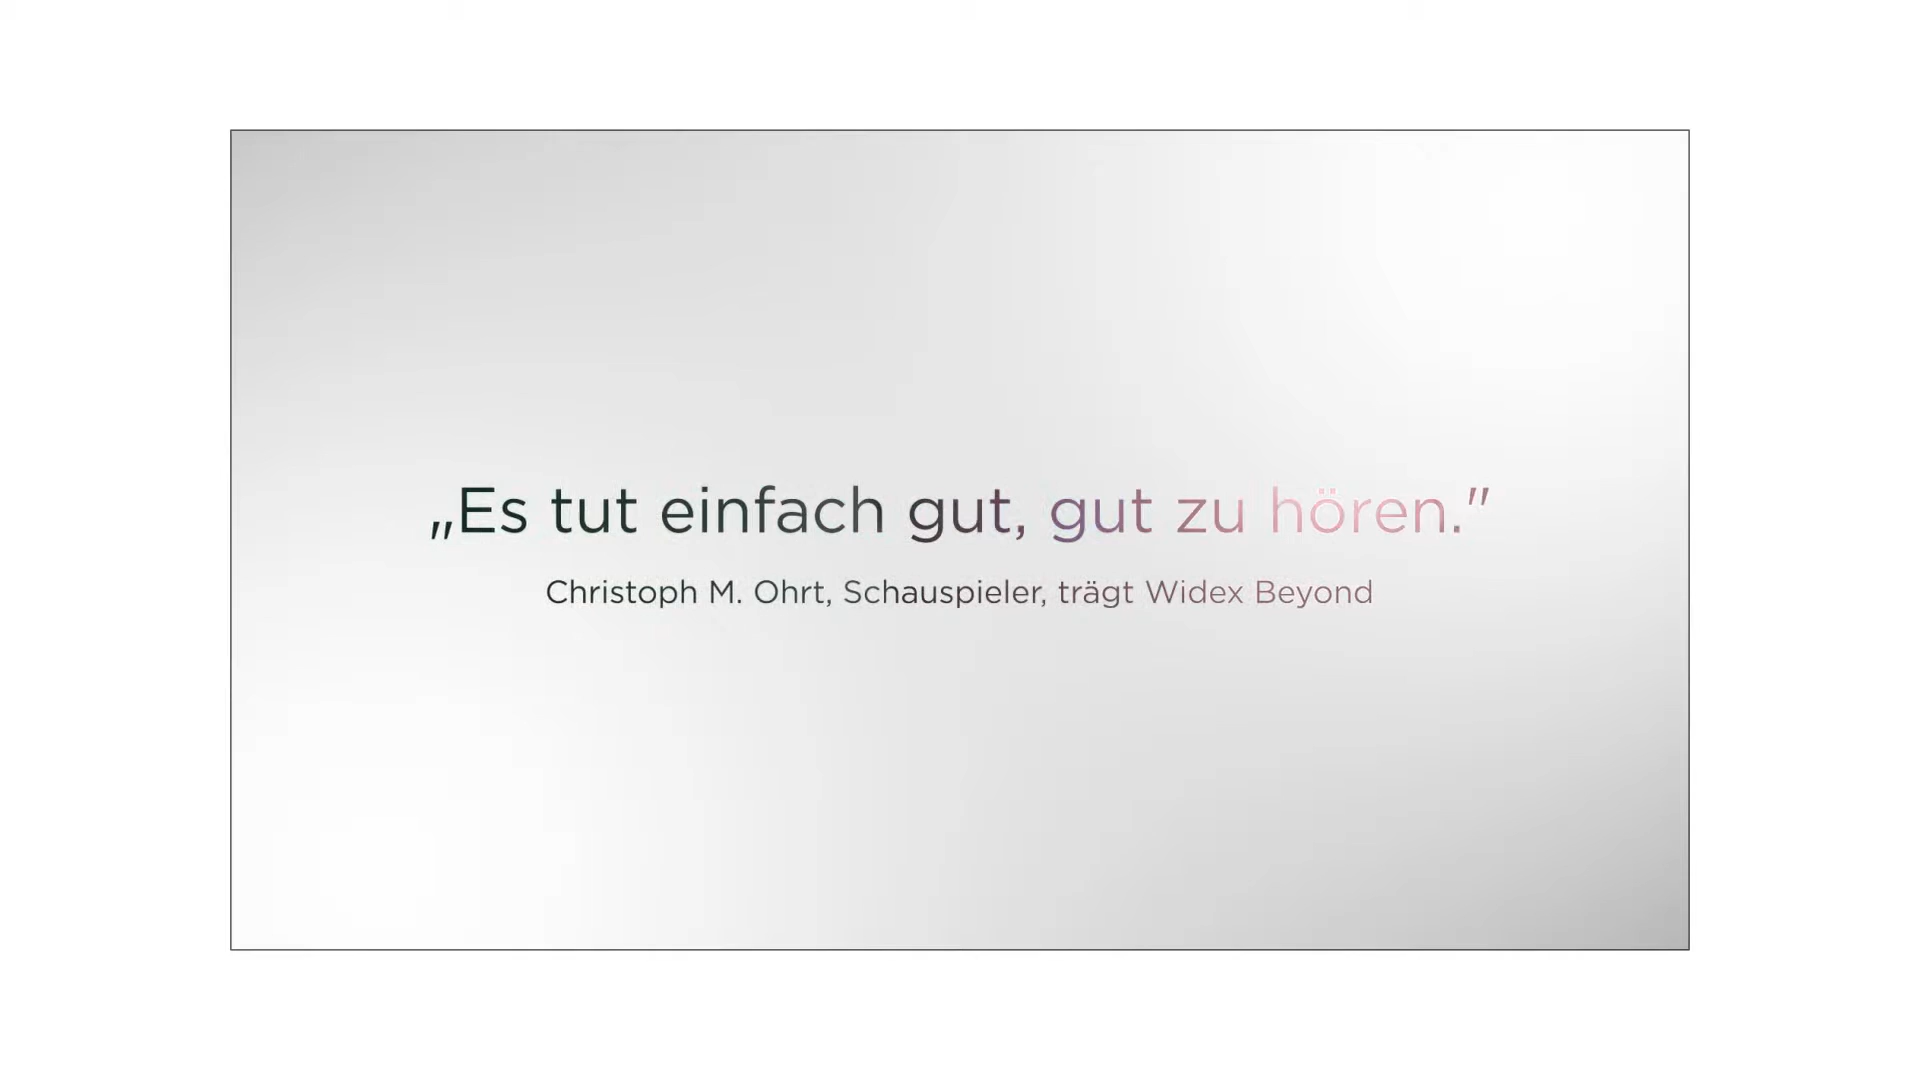 „Es tut einfach gut, gut zu hören."
Christoph M. Ohrt, Schauspieler, trägt Widex Beyond